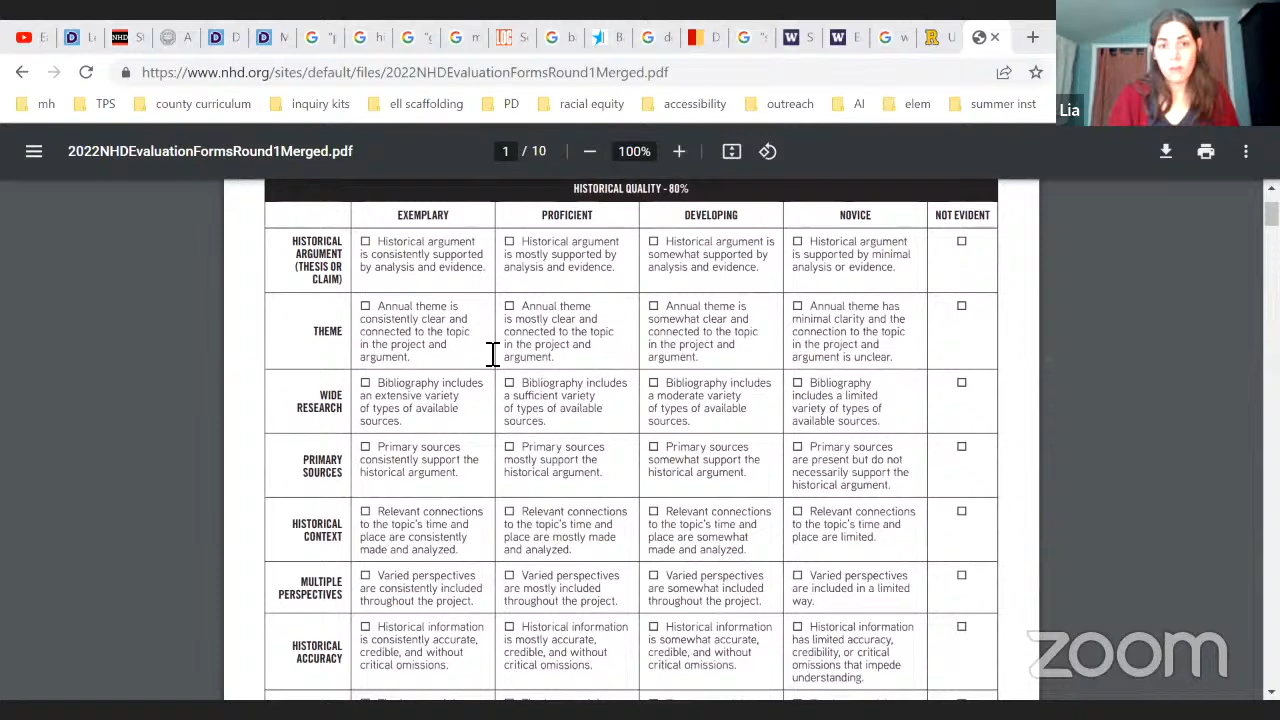 E
L
NHD
S
A
D
M
"p
h
"g
m
LOC
S
b
B
d
D
"s
W
S
W
E
w
R
U
https://www.nhd.org/sites/default/files/2022NHDEvaluationFormsRound1Merged.pdf
mh
TPS
county curriculum
inquiry kits
ell scaffolding
PD
racial equity
accessibility
outreach
AI
elem
summer inst
Lia
2022NHDEvaluationFormsRound1Merged.pdf
1 / 10
100%
HISTORICAL QUALITY - 80%
EXEMPLARY
PROFICIENT
DEVELOPING
NOVICE
NOT EVIDENT
HISTORICAL
ARGUMENT
(THESIS OR
CLAIM)
Historical argument
is consistently supported
by analysis and evidence.
Historical argument
is mostly supported by
analysis and evidence.
Historical argument is
somewhat supported by
analysis and evidence.
Historical argument
is supported by minimal
analysis or evidence.
THEME
Annual theme is
consistently clear and
connected to the topic
in the project and
argument.
Annual theme
is mostly clear and
connected to the topic
in the project and
argument.
Annual theme is
somewhat clear and
connected to the topic
in the project and
argument.
Annual theme has
minimal clarity and the
connection to the topic
in the project and
argument is unclear.
WIDE
RESEARCH
Bibliography includes
an extensive variety
of types of available
sources.
Bibliography includes
a sufficient variety
of types of available
sources.
Bibliography includes
a moderate variety
of types of available
sources.
Bibliography
includes a limited
variety of types of
available sources.
PRIMARY
SOURCES
Primary sources
consistently support the
historical argument.
Primary sources
mostly support the
historical argument.
Primary sources
somewhat support the
historical argument.
Primary sources
are present but do not
necessarily support the
historical argument.
HISTORICAL
CONTEXT
Relevant connections
to the topic's time and
place are consistently
made and analyzed.
Relevant connections
to the topic's time and
place are mostly made
and analyzed.
Relevant connections
to the topic's time and
place are somewhat
made and analyzed.
Relevant connections
to the topic's time and
place are limited.
MULTIPLE
PERSPECTIVES
Varied perspectives
are consistently included
throughout the project.
Varied perspectives
are mostly included
throughout the project.
Varied perspectives
are somewhat included
throughout the project.
Varied perspectives
are included in a limited
way.
HISTORICAL
ACCURACY
Historical information
is consistently accurate,
credible, and without
critical omissions.
Historical information
is mostly accurate,
credible, and without
critical omissions.
Historical information
is somewhat accurate,
credible, and without
critical omissions.
Historical information
has limited accuracy,
credibility, or critical
omissions that impede
understanding.
zoom